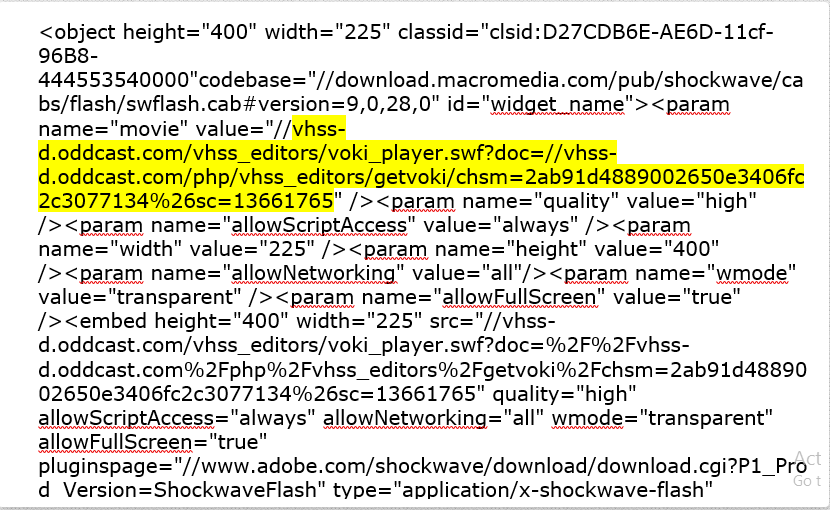 <object height="400" width="225" classid="clsid:D27CDB6E-AE6D-11cf-
96B8-
444553540000"codebase="//download.macromedia.com/pub/shockwave/ca
bs/flash/swflash.cab#version=9,0,28,0" id="widget_name"><param
name="movie" value="//vhss-
d.oddcast.com/vhss_editors/voki_player.swf?doc=//vhss-
d.oddcast.com/php/vhss_editors/getvoki/chsm=2ab91d4889002650e3406fc
2c3077134%26sc=13661765" /><param name="quality" value="high"
/><param name="allowScriptAccess" value="always" /><param
name="width" value="225" /><param name="height" value="400"
/><param name="allowNetworking" value="all"/><param name="wmode"
value="transparent" /><param name="allowFullScreen" value="true"
/><embed height="400" width="225" src="//vhss-
d.oddcast.com/vhss_editors/voki_player.swf?doc=%2F%2Fvhss-
d.oddcast.com%2Fphp%2Fvhss_editors%2Fgetvoki%2Fchsm=2ab91d48890
02650e3406fc2c3077134%26sc=13661765" quality="high"
allowScriptAccess="always" allowNetworking="all" wmode="transparent"
allowFullScreen="true"
pluginspage="//www.adobe.com/shockwave/download/download.cgi?P1_Pro
d_Version=ShockwaveFlash" type="application/x-shockwave-flash"
Act
Go t